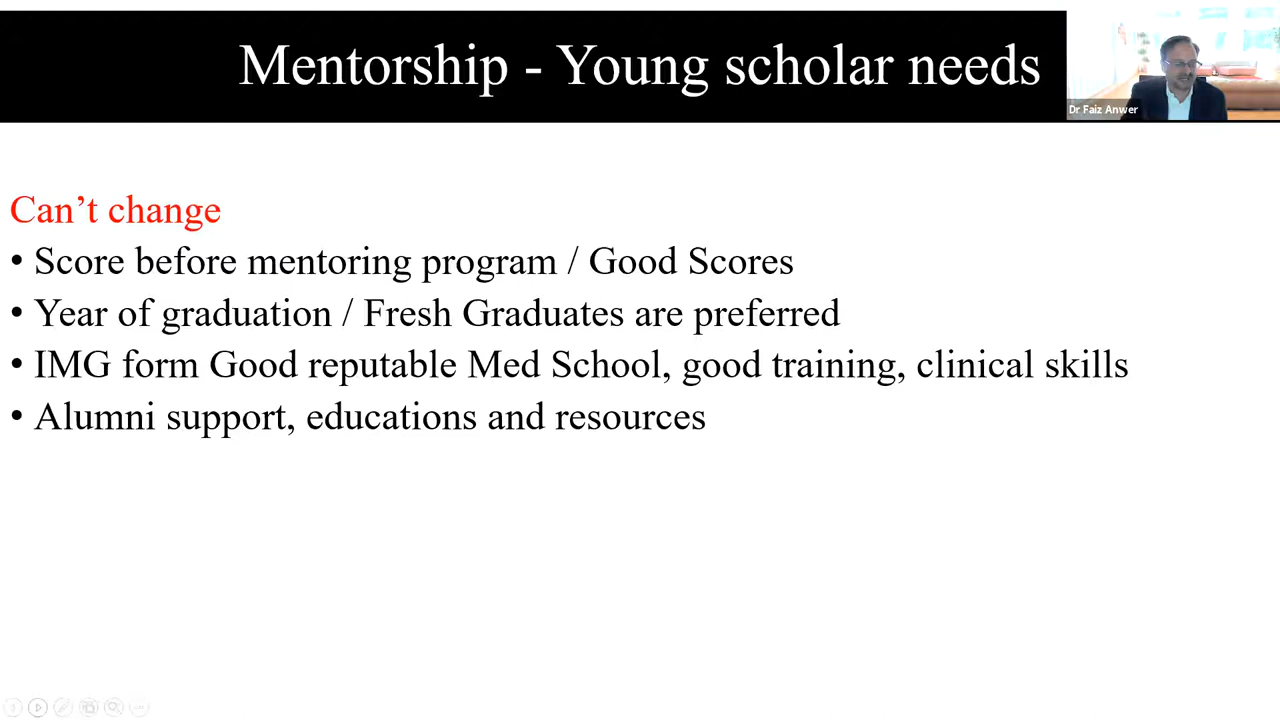 Mentorship - Young scholar needs
Dr Faiz Anwer
Can’t change
• Score before mentoring program / Good Scores
• Year of graduation / Fresh Graduates are preferred
• IMG form Good reputable Med School, good training, clinical skills
• Alumni support, educations and resources